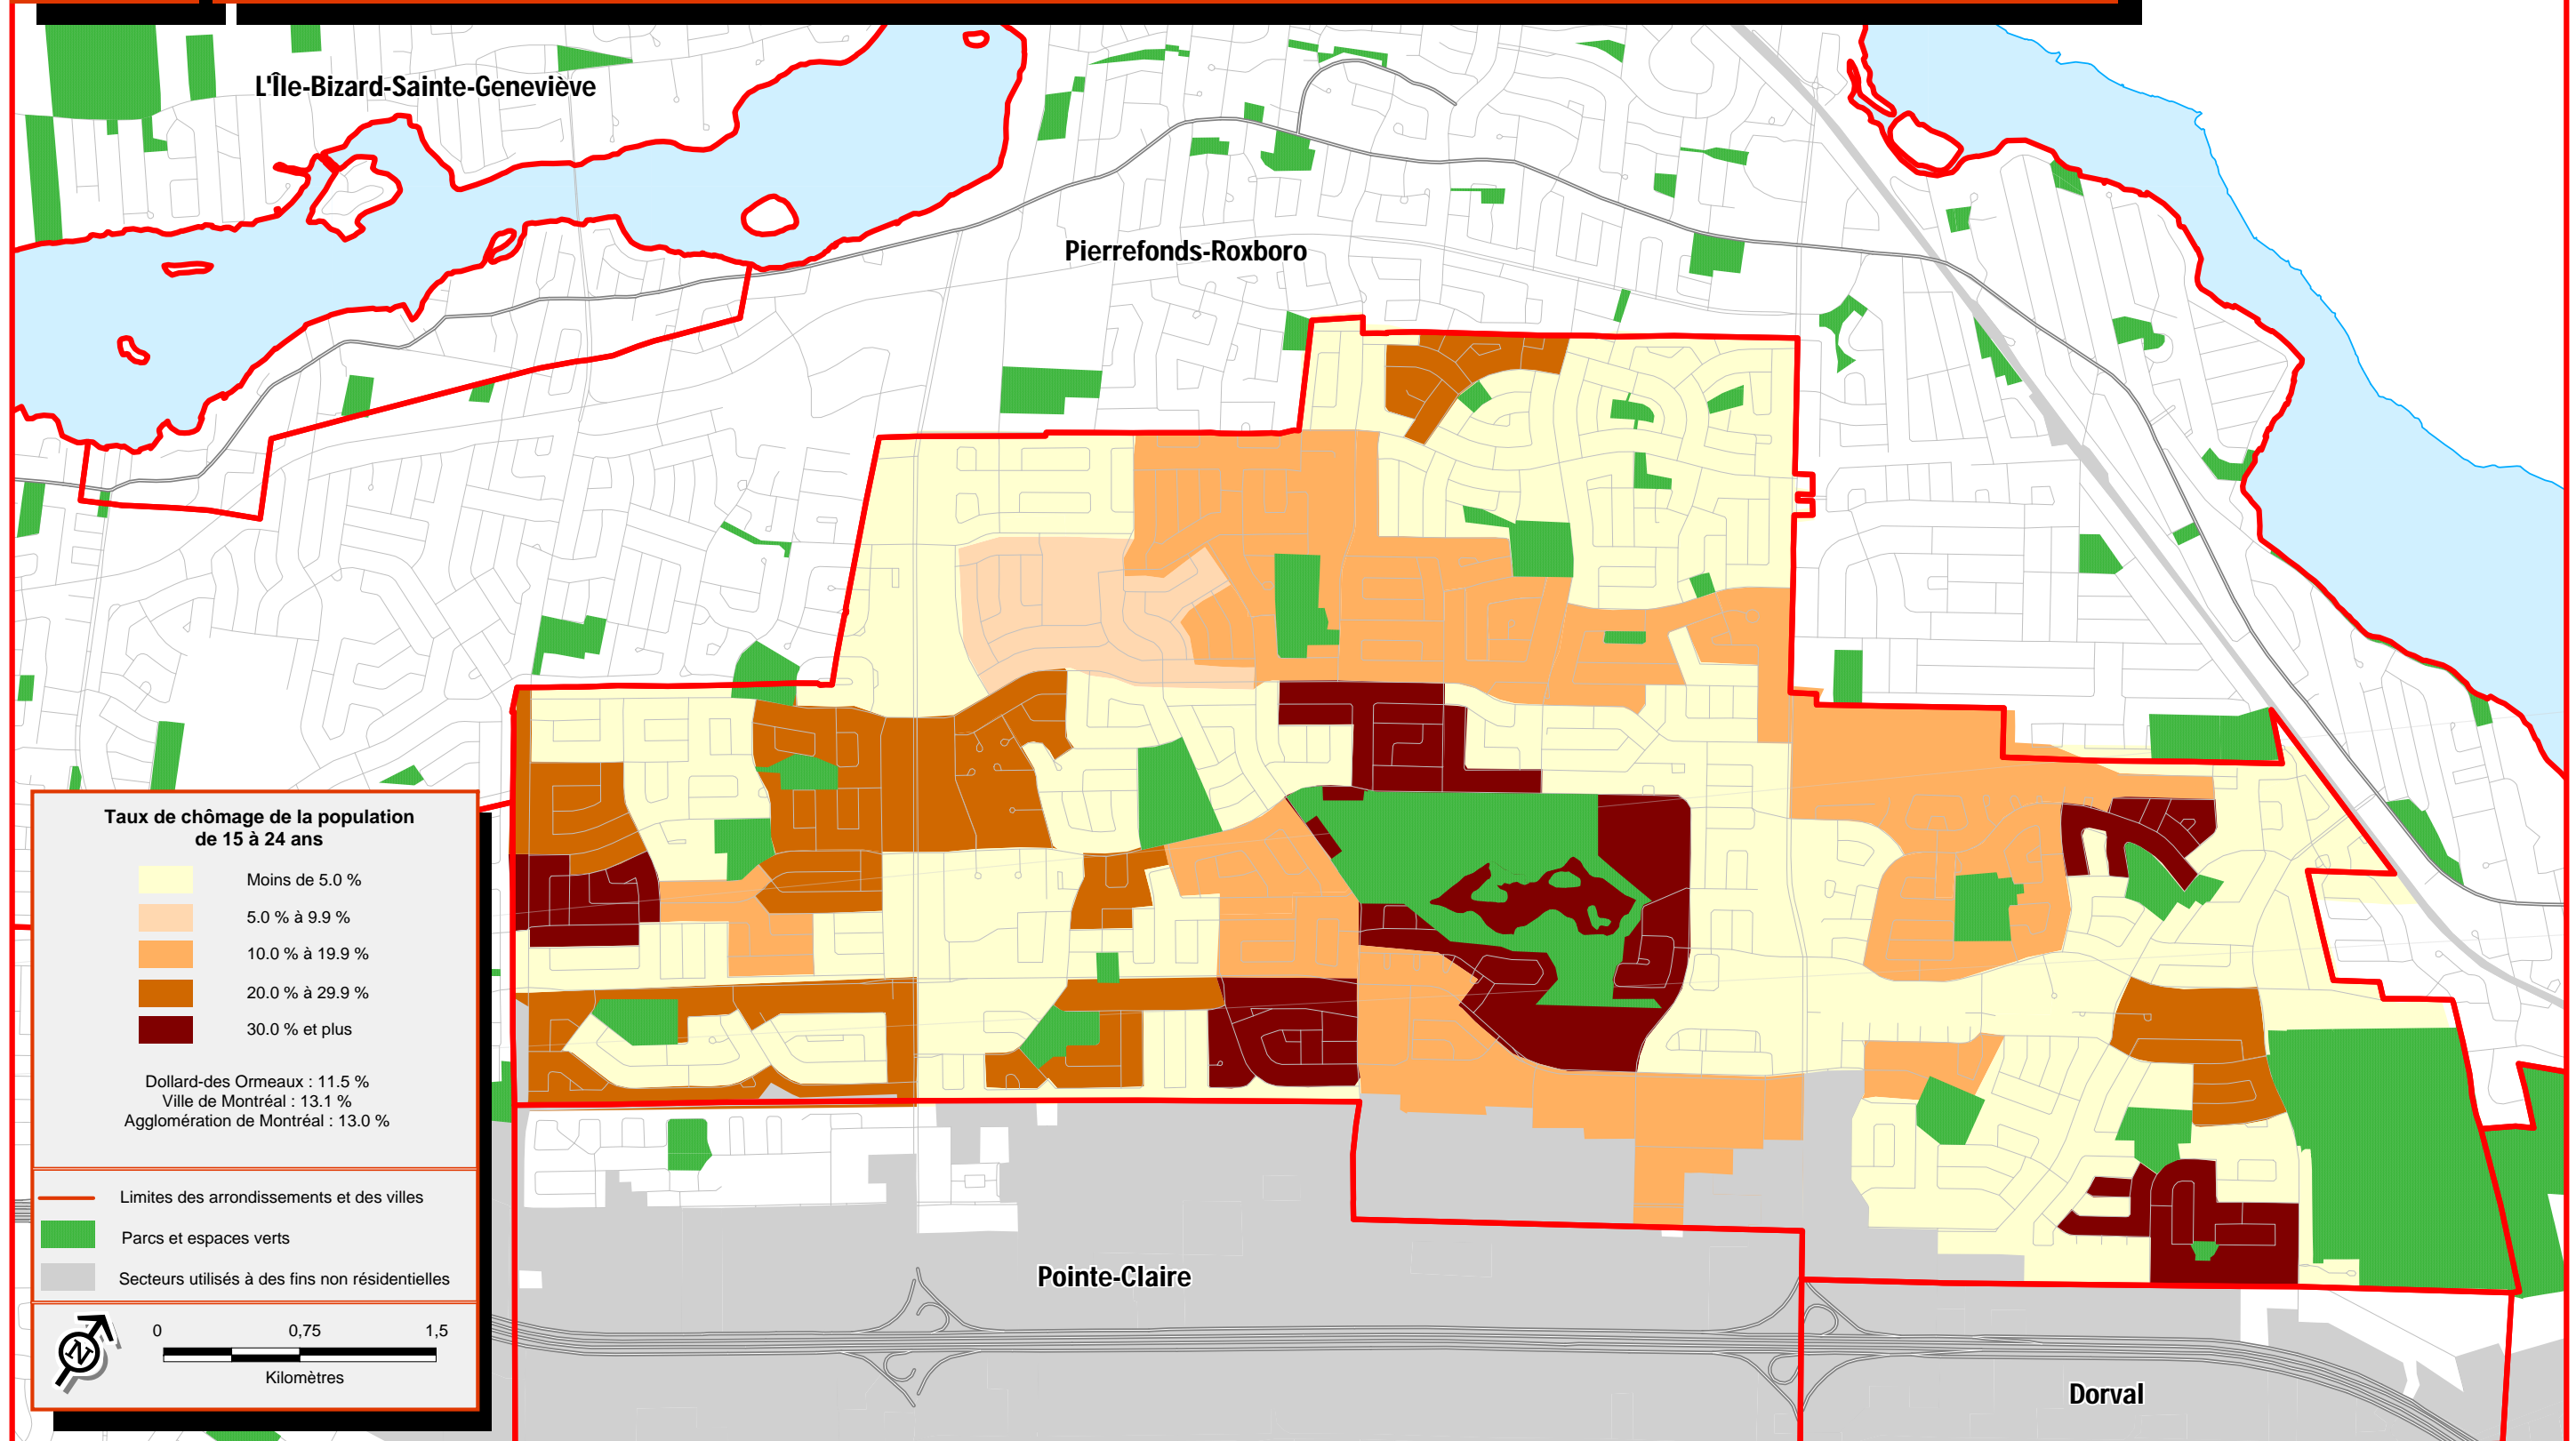 L'Île-Bizard-Sainte-Geneviève
Pierrefonds-Roxboro
Taux de chômage de la population
de 15 à 24 ans
Moins de 5.0 %
5.0 % à 9.9 %
10.0 % à 19.9 %
20.0 % à 29.9 %
30.0 % et plus
Dollard-des Ormeaux : 11.5 %
Ville de Montréal : 13.1 %
Agglomération de Montréal : 13.0 %
Limites des arrondissements et des villes
Parcs et espaces verts
Secteurs utilisés à des fins non résidentielles
N
0 0,75 1,5
Kilomètres
Pointe-Claire
Dorval